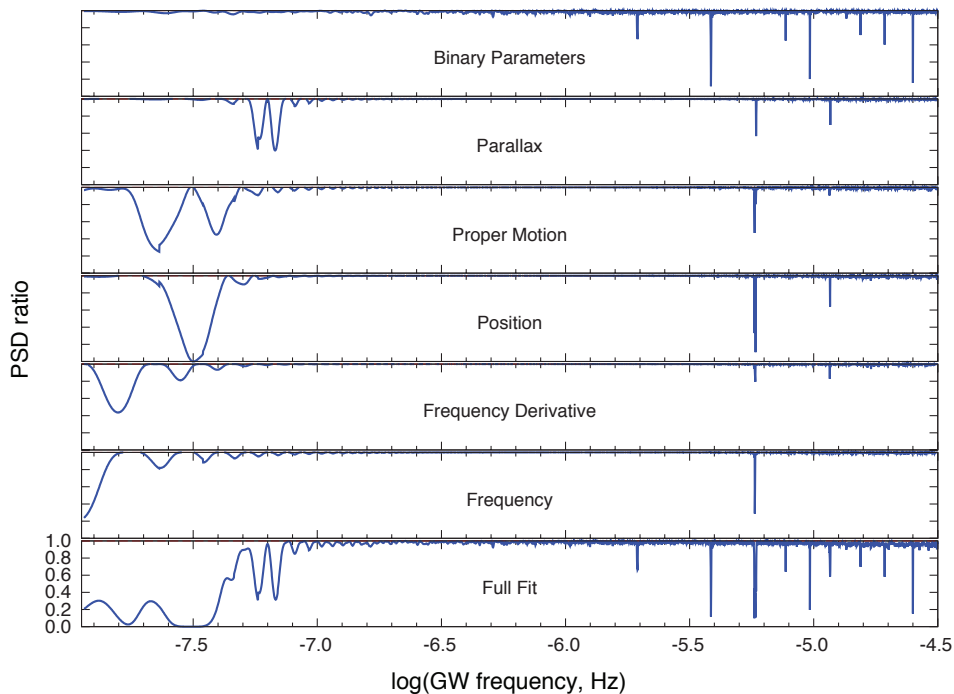 Binary Parameters
Parallax
Proper Motion
Position
Frequency Derivative
Frequency
Full Fit
PSD ratio
1.0
0.8
0.6
0.4
0.2
0.0
-7.5 -7.0 -6.5 -6.0 -5.5 -5.0 -4.5
log(GW frequency, Hz)